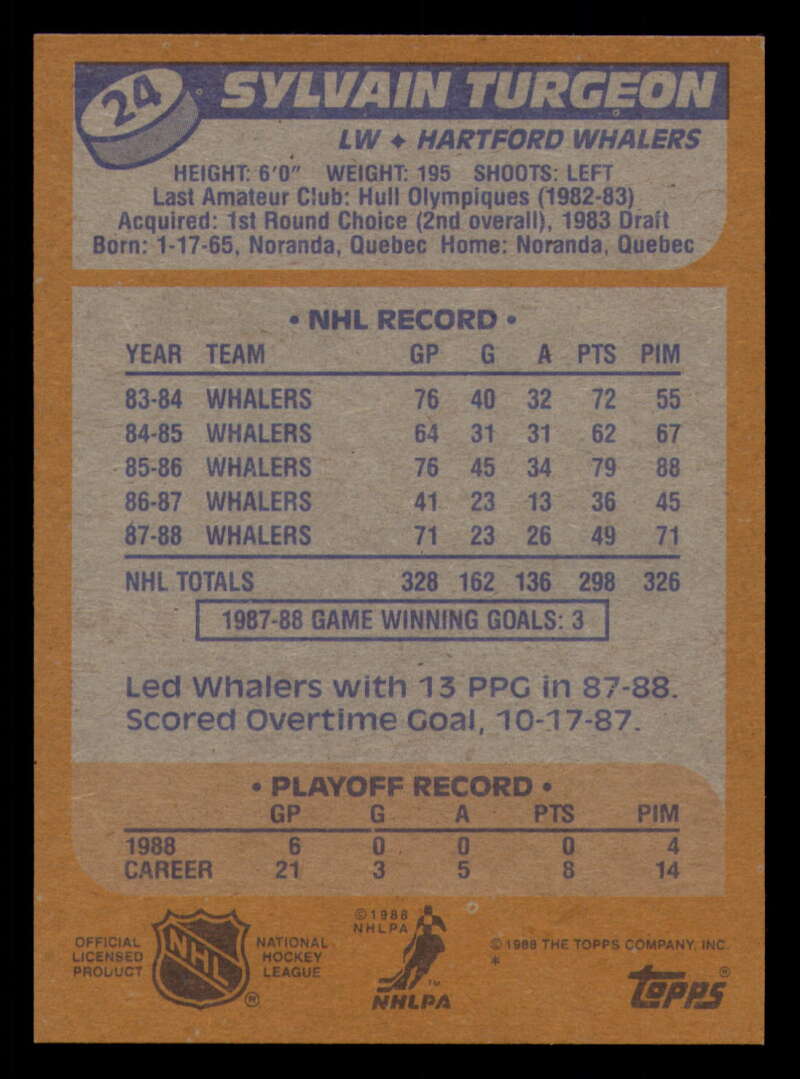 24 SYLVAIN TURGEON
LW ✦ HARTFORD WHALERS
HEIGHT: 6'0" WEIGHT: 195 SHOOTS: LEFT
Last Amateur Club: Hull Olympiques (1982-83)
Acquired: 1st Round Choice (2nd overall), 1983 Draft
Born: 1-17-65, Noranda, Quebec Home: Noranda, Quebec
• NHL RECORD •
YEAR TEAM GP G A PTS PIM
83-84 WHALERS 76 40 32 72 55
84-85 WHALERS 64 31 31 62 67
85-86 WHALERS 76 45 34 79 88
86-87 WHALERS 41 23 13 36 45
87-88 WHALERS 71 23 26 49 71
NHL TOTALS 328 162 136 298 326
1987-88 GAME WINNING GOALS: 3
Led Whalers with 13 PPG in 87-88.
Scored Overtime Goal, 10-17-87.
• PLAYOFF RECORD •
GP G A PTS PIM
1988 6 0 0 0 4
CAREER 21 3 5 8 14
OFFICIAL
LICENSED
PRODUCT
NHL
®
NATIONAL
HOCKEY
LEAGUE
©1988
NHLPA
TM
NHLPA
© 1988 THE TOPPS COMPANY, INC.
*
TOPPS®